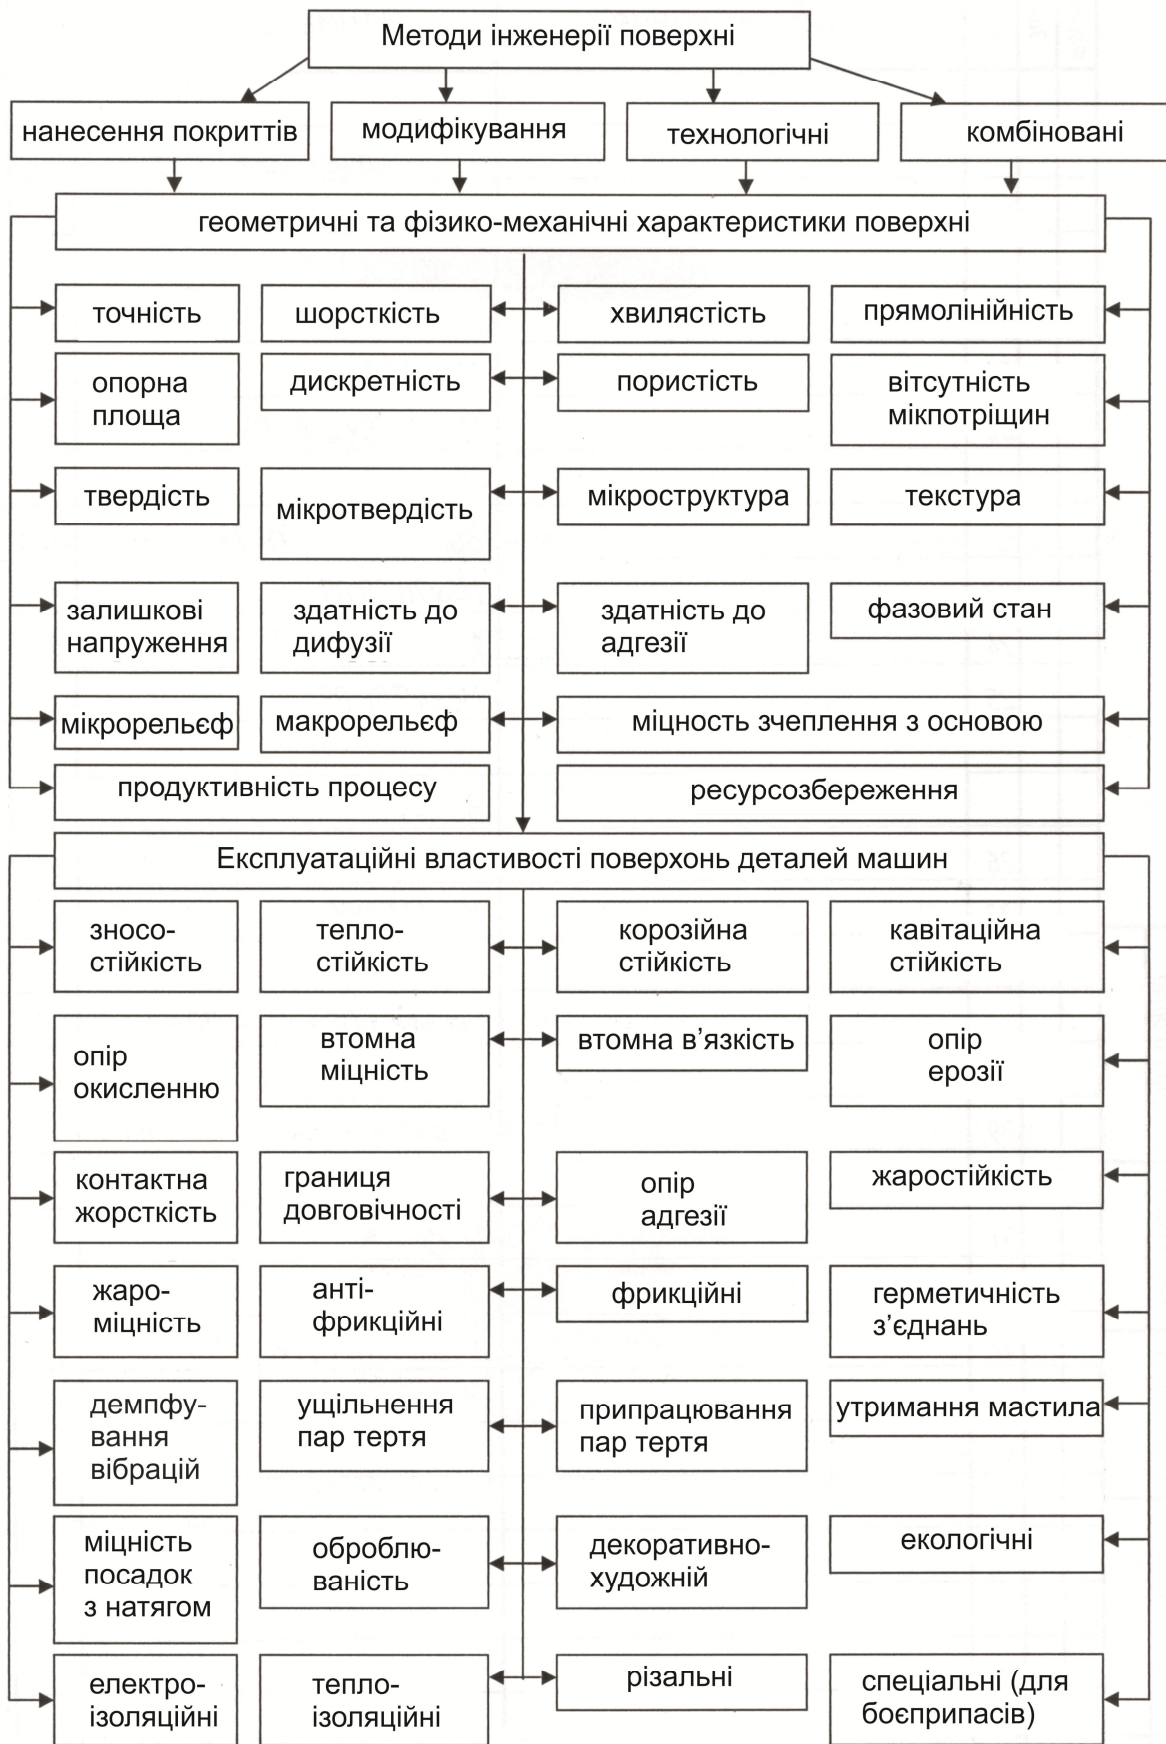 Методи інженерії поверхні
нанесення покриттів
модифікування
технологічні
комбіновані
геометричні та фізико-механічні характеристики поверхні
точність
шорсткість
хвилястість
прямолінійність
опорна
площа
дискретність
пористість
вітсутність
мікпотріщин
твердість
мікротвердість
мікроструктура
текстура
залишкові
напруження
здатність до
дифузії
здатність до
адгезії
фазовий стан
мікрорельєф
макрорельєф
міцность зчеплення з основою
продуктивність процесу
ресурсозбереження
Експлуатаційні властивості поверхонь деталей машин
зносо-
стійкість
тепло-
стійкість
корозійна
стійкість
кавітаційна
стійкість
опір
окисленню
втомна
міцність
втомна в’язкість
опір
ерозії
контактна
жорсткість
границя
довговічності
опір
адгезії
жаростійкість
жаро-
міцність
анті-
фрикційні
фрикційні
герметичність
з’єднань
демпфу-
вання
вібрацій
ущільнення
пар тертя
припрацювання
пар тертя
утримання мастила
міцність
посадок
з натягом
оброблю-
ваність
декоративно-
художній
екологічні
електро-
ізоляційні
тепло-
ізоляційні
різальні
спеціальні (для
боєприпасів)